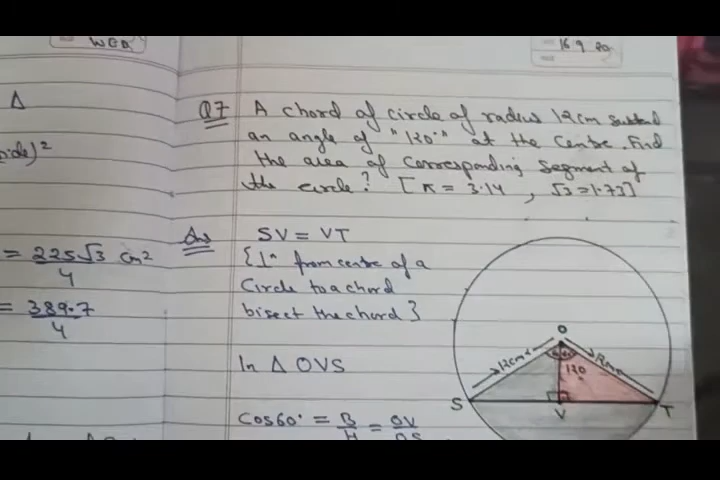 WED
16 9 20
Δ
side)²
= 225√3 cm²
4
= 389.7
4
Q7 A chord of circle of radius 12cm subtend
an angle of "120°" at the centre. Find
the area of corresponding segment of
the circle? [π = 3.14 , √3 = 1.73]
Ans SV = VT
{⊥ⁿ from centre of a
Circle to a chord
bisect the chord}
In Δ OVS
Cos60° = B = OV
H OS
O
12cm
12cm
120°
S
V
T